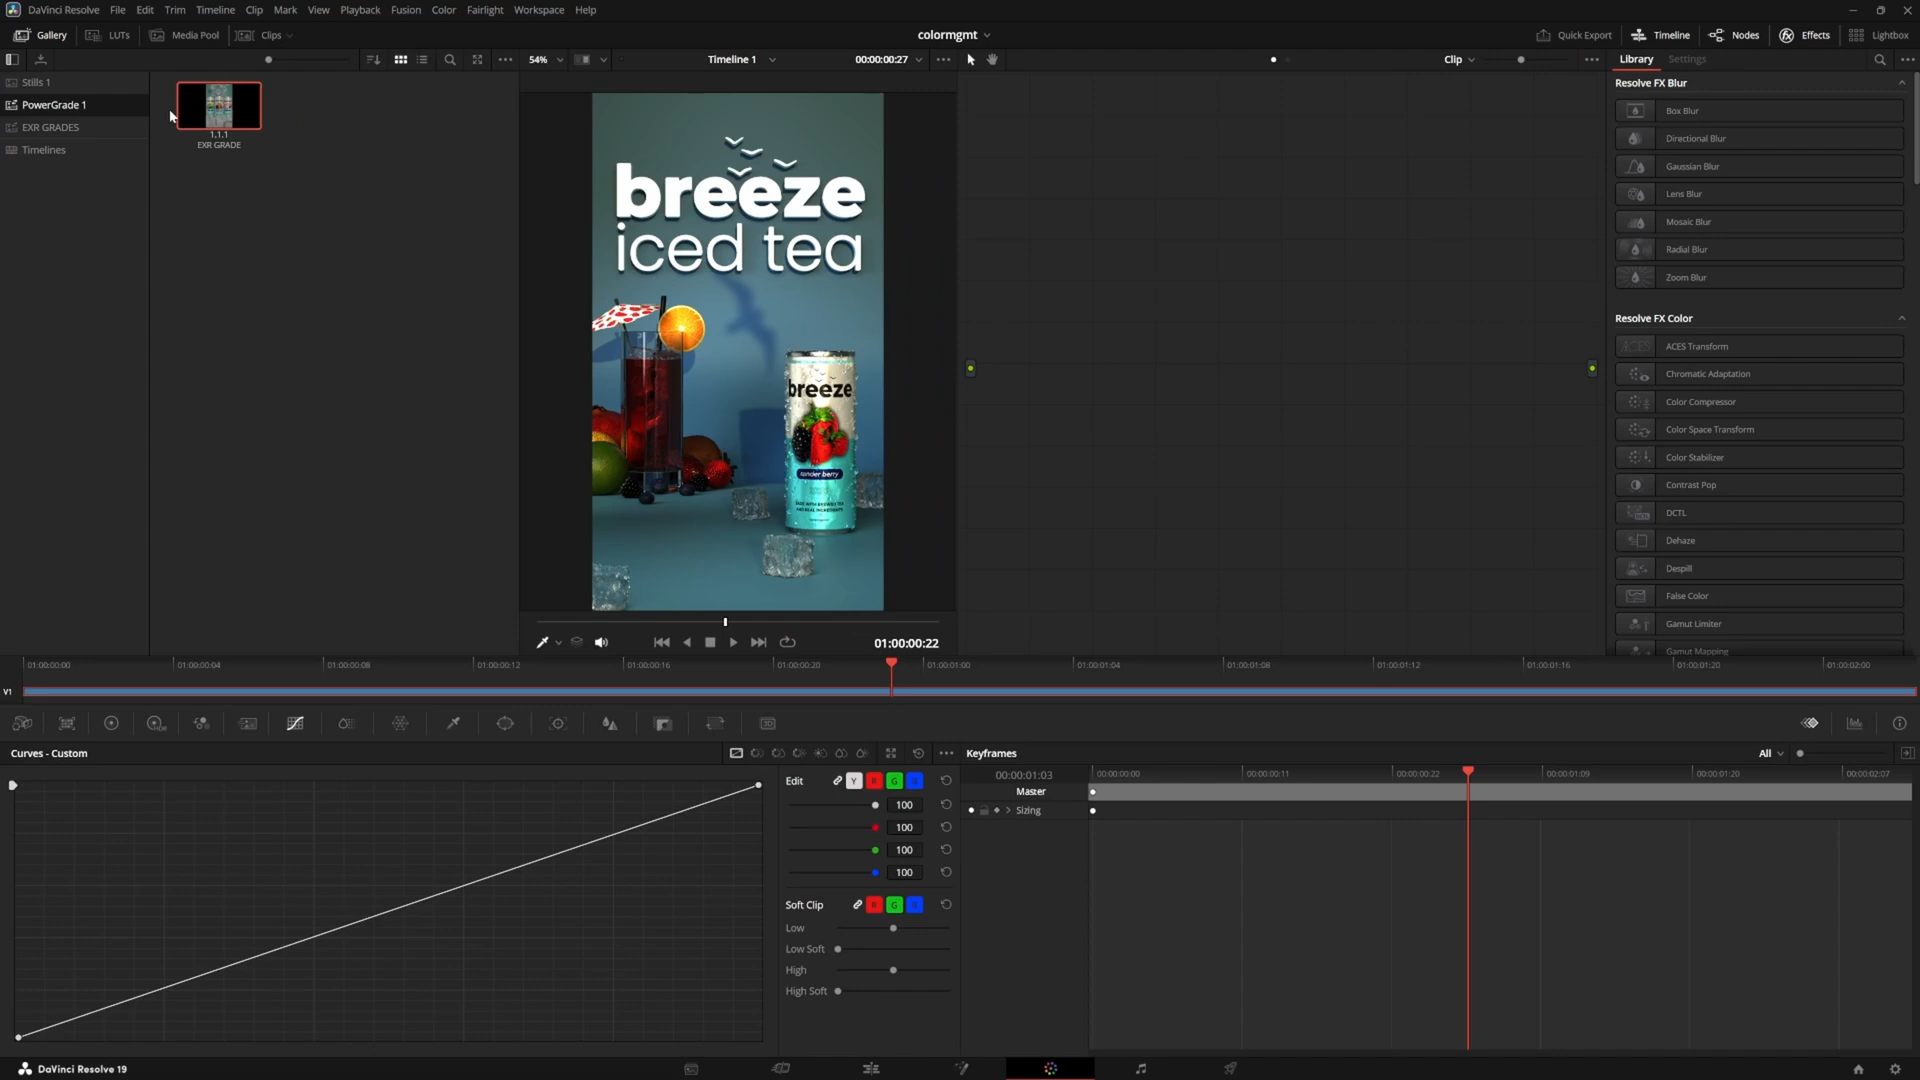 DaVinci Resolve File Edit Trim Timeline Clip Mark View Playback Fusion Color Fairlight Workspace Help
Gallery LUTs Media Pool Clips colormgmt Quick Export Timeline Nodes Effects Lightbox
54% Timeline 1 00:00:00:27 Clip Library Settings
Stills 1
PowerGrade 1
EXR GRADES
Timelines
1.1.1
EXR GRADE
breeze
iced tea
breeze
01:00:00:22
Resolve FX Blur
Box Blur
Directional Blur
Gaussian Blur
Lens Blur
Mosaic Blur
Radial Blur
Zoom Blur
Resolve FX Color
ACES Transform
Chromatic Adaptation
Color Compressor
Color Space Transform
Color Stabilizer
Contrast Pop
DCTL
Dehaze
Despill
False Color
Gamut Limiter
Gamut Mapping
01:00:00:00 01:00:00:04 01:00:00:08 01:00:00:12 01:00:00:16 01:00:00:20 01:00:01:00 01:00:01:04 01:00:01:08 01:00:01:12 01:00:01:16 01:00:01:20 01:00:02:00
V1
Curves - Custom
Edit Y R G B
100
100
100
100
Soft Clip R G B
Low
Low Soft
High
High Soft
Keyframes All
00:00:01:03 00:00:00:00 00:00:00:11 00:00:00:22 00:00:01:09 00:00:01:20 00:00:02:07
Master
Sizing
DaVinci Resolve 19